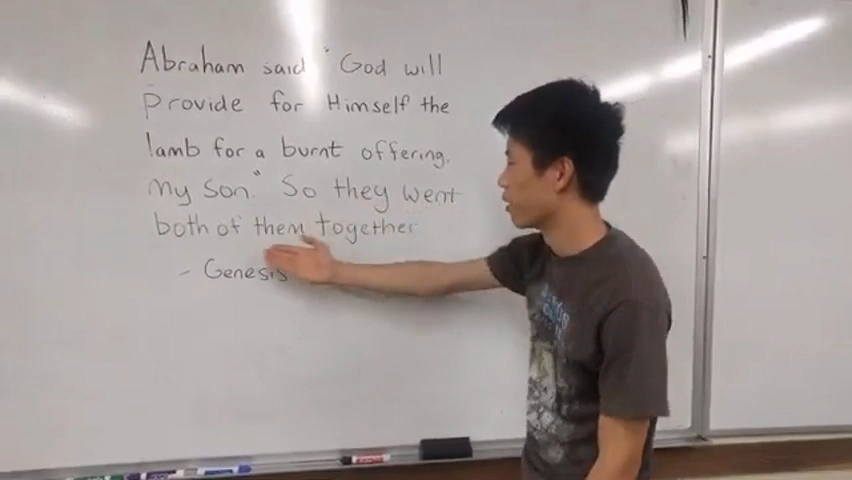 Abraham said "God will
Provide for Himself the
lamb for a burnt offering,
my son." So they went
both of them together
- Genesis